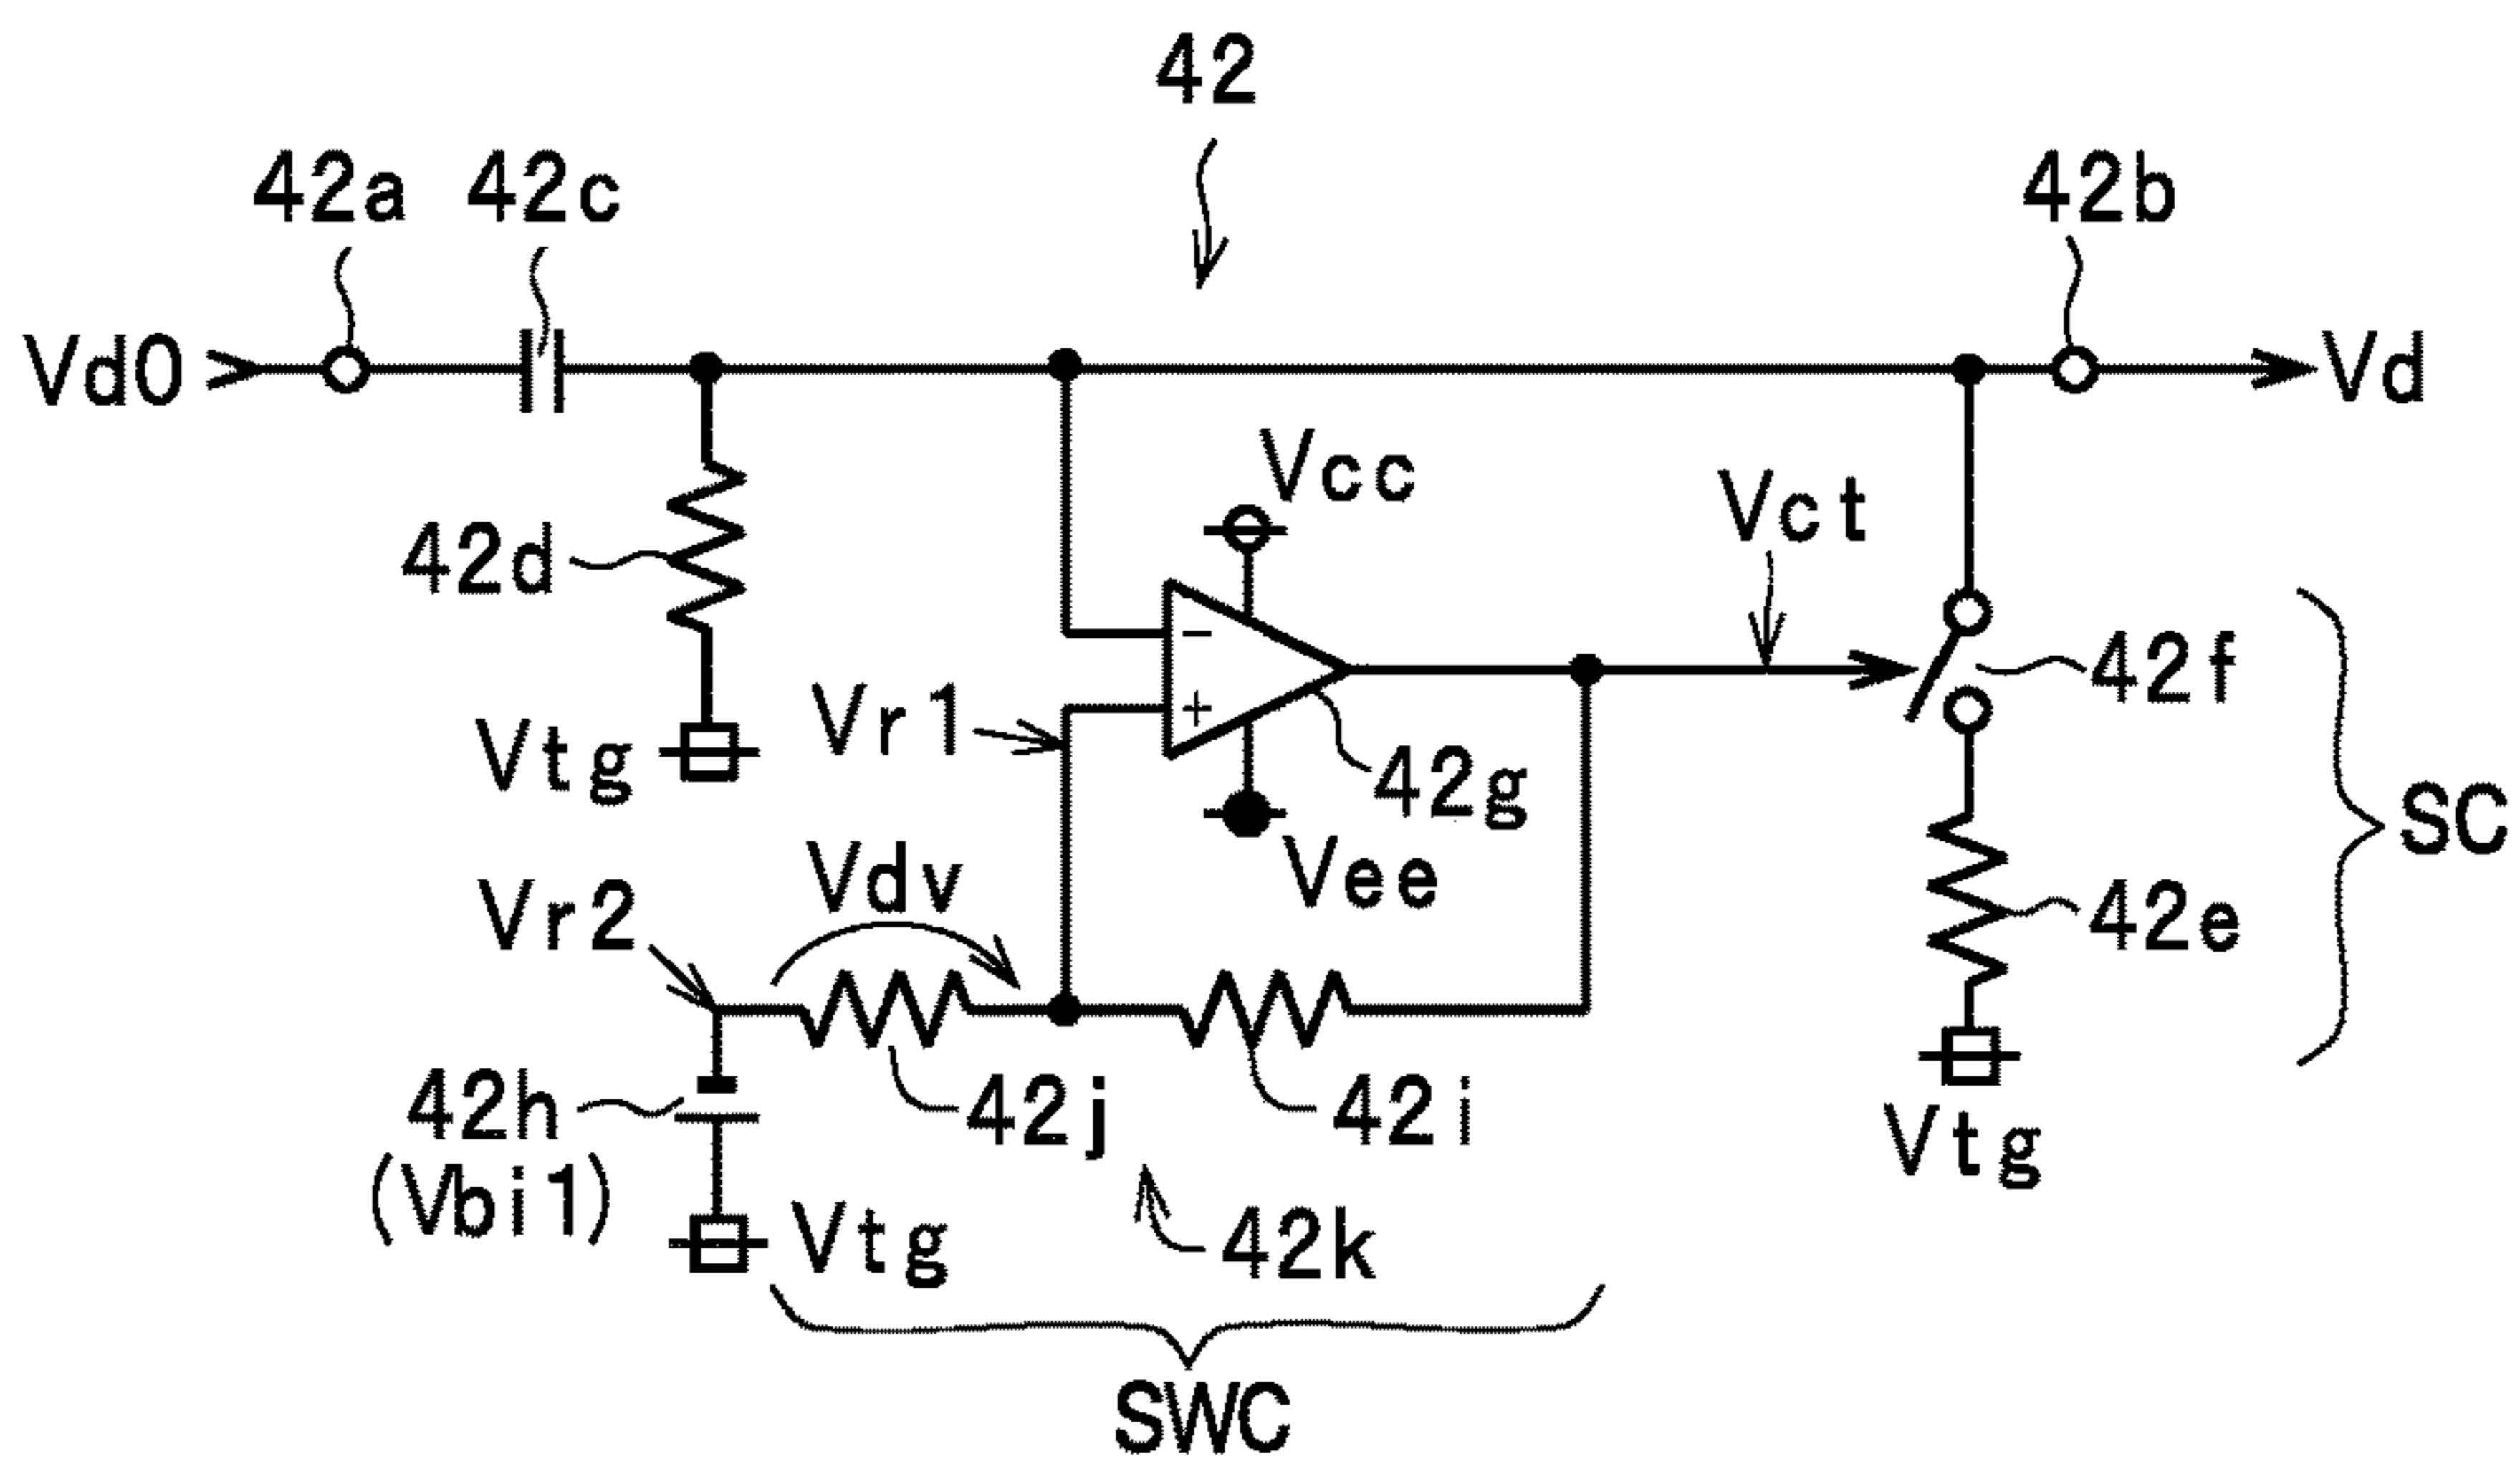 42
42a
42c
42b
Vd0
Vd
Vcc
Vct
42d
−
42f
Vr1
+
Vtg
42g
SC
Vdv
Vee
Vr2
42e
42h
42j
42i
(Vbi1)
Vtg
Vtg
42k
SWC